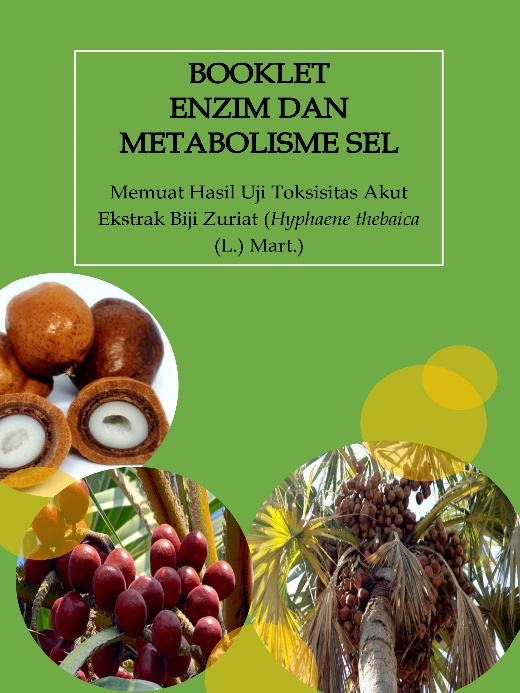 BOOKLET
ENZIM DAN
METABOLISME SEL
Memuat Hasil Uji Toksisitas Akut
Ekstrak Biji Zuriat (Hyphaene thebaica
(L.) Mart.)